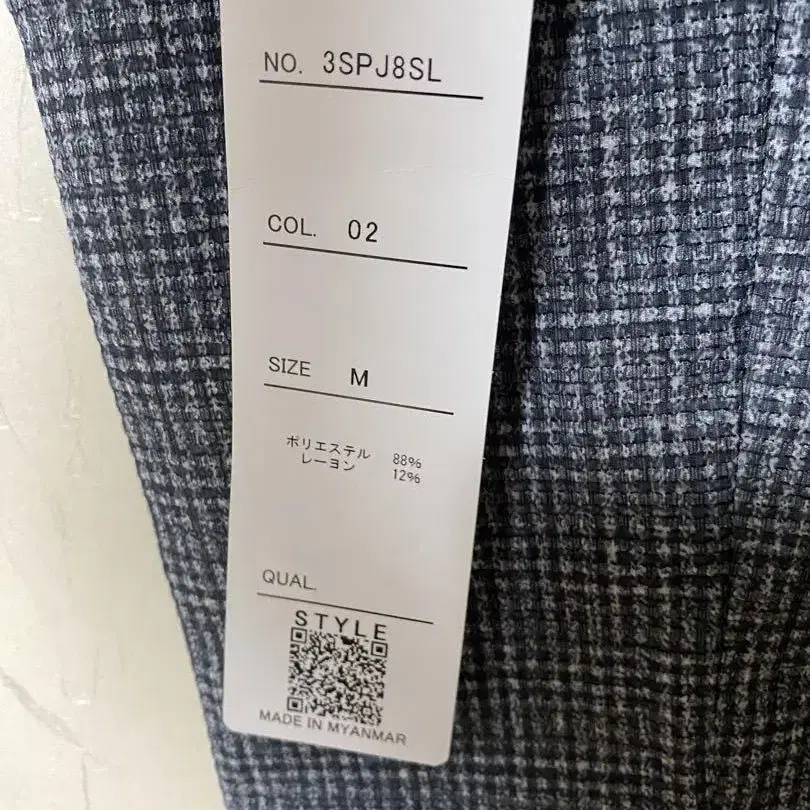 NO. 3SPJ8SL
COL. 02
SIZE M
ポリエステル 88%
レーヨン 12%
QUAL.
STYLE
MADE IN MYANMAR